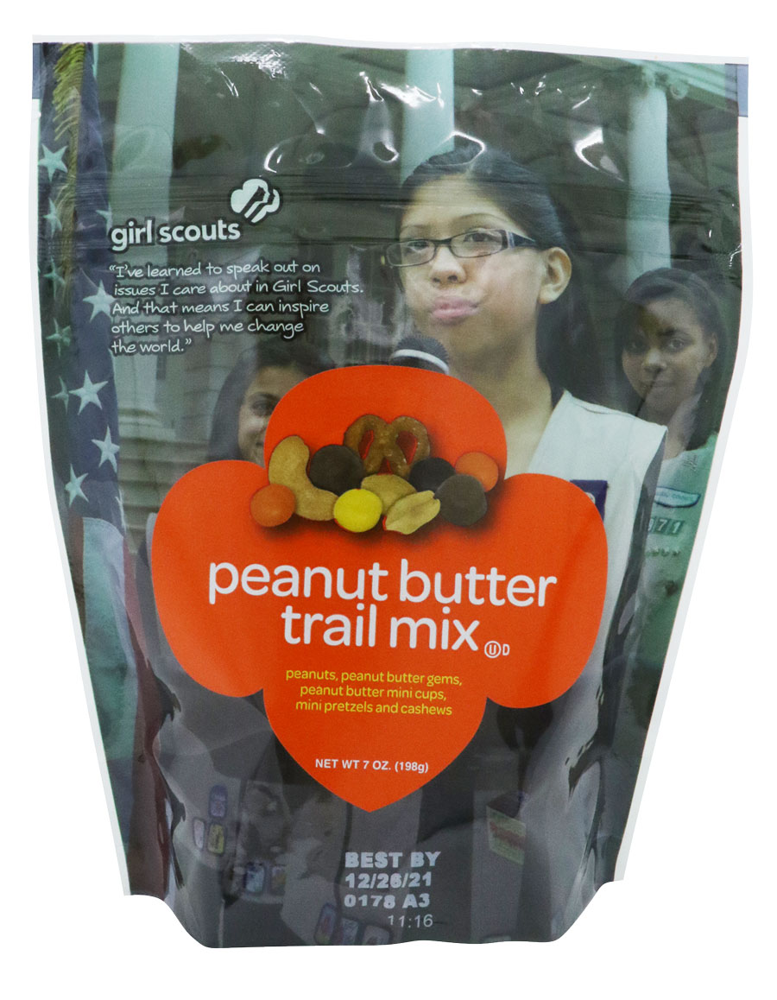 girl scouts
“I’ve learned to speak out on
issues I care about in Girl Scouts.
And that means I can inspire
others to help me change
the world.”
971
peanut butter
trail mix
U D
peanuts, peanut butter gems,
peanut butter mini cups,
mini pretzels and cashews
NET WT 7 OZ. (198g)
BEST BY
12/26/21
0178 A3
11:16